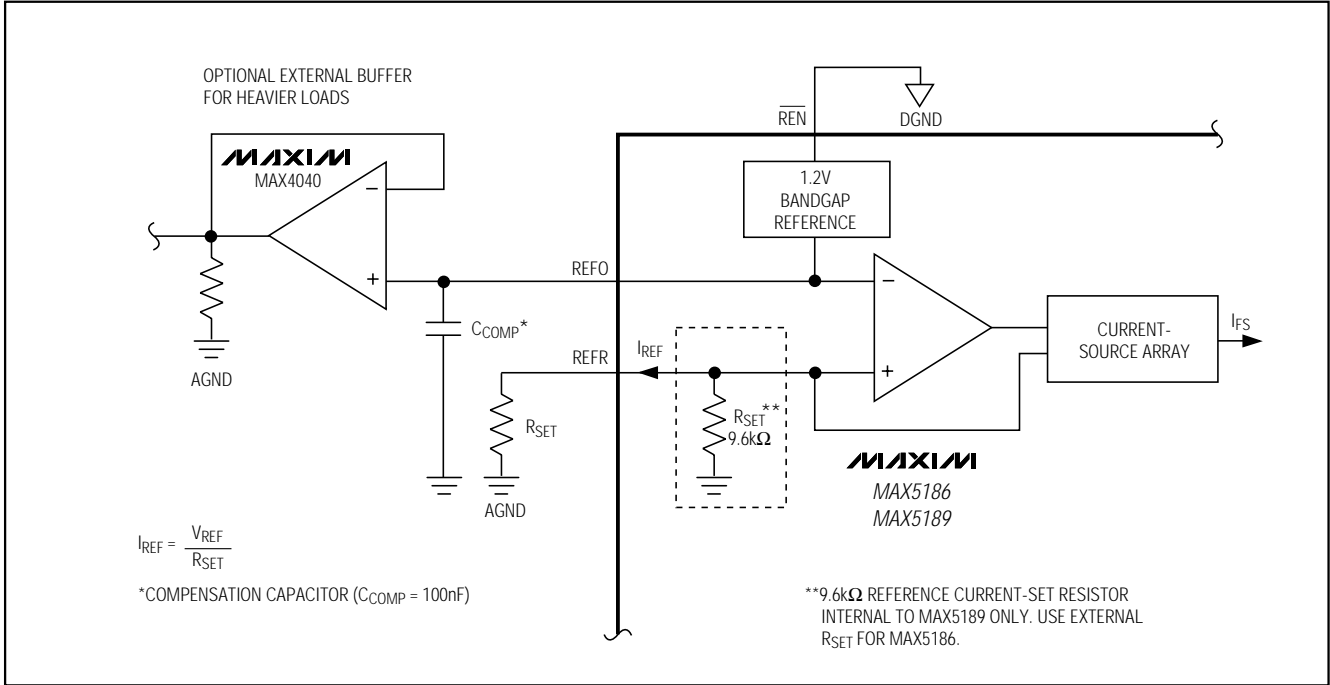 OPTIONAL EXTERNAL BUFFER
FOR HEAVIER LOADS
MAXIM
MAX4040
−
+
AGND
REN
DGND
1.2V
BANDGAP
REFERENCE
REFO
CCOMP*
REFR
IREF
RSET
AGND
RSET**
9.6kΩ
−
+
CURRENT-
SOURCE ARRAY
IFS
MAXIM
MAX5186
MAX5189
IREF = VREF
RSET
*COMPENSATION CAPACITOR (CCOMP = 100nF)
**9.6kΩ REFERENCE CURRENT-SET RESISTOR
INTERNAL TO MAX5189 ONLY. USE EXTERNAL
RSET FOR MAX5186.